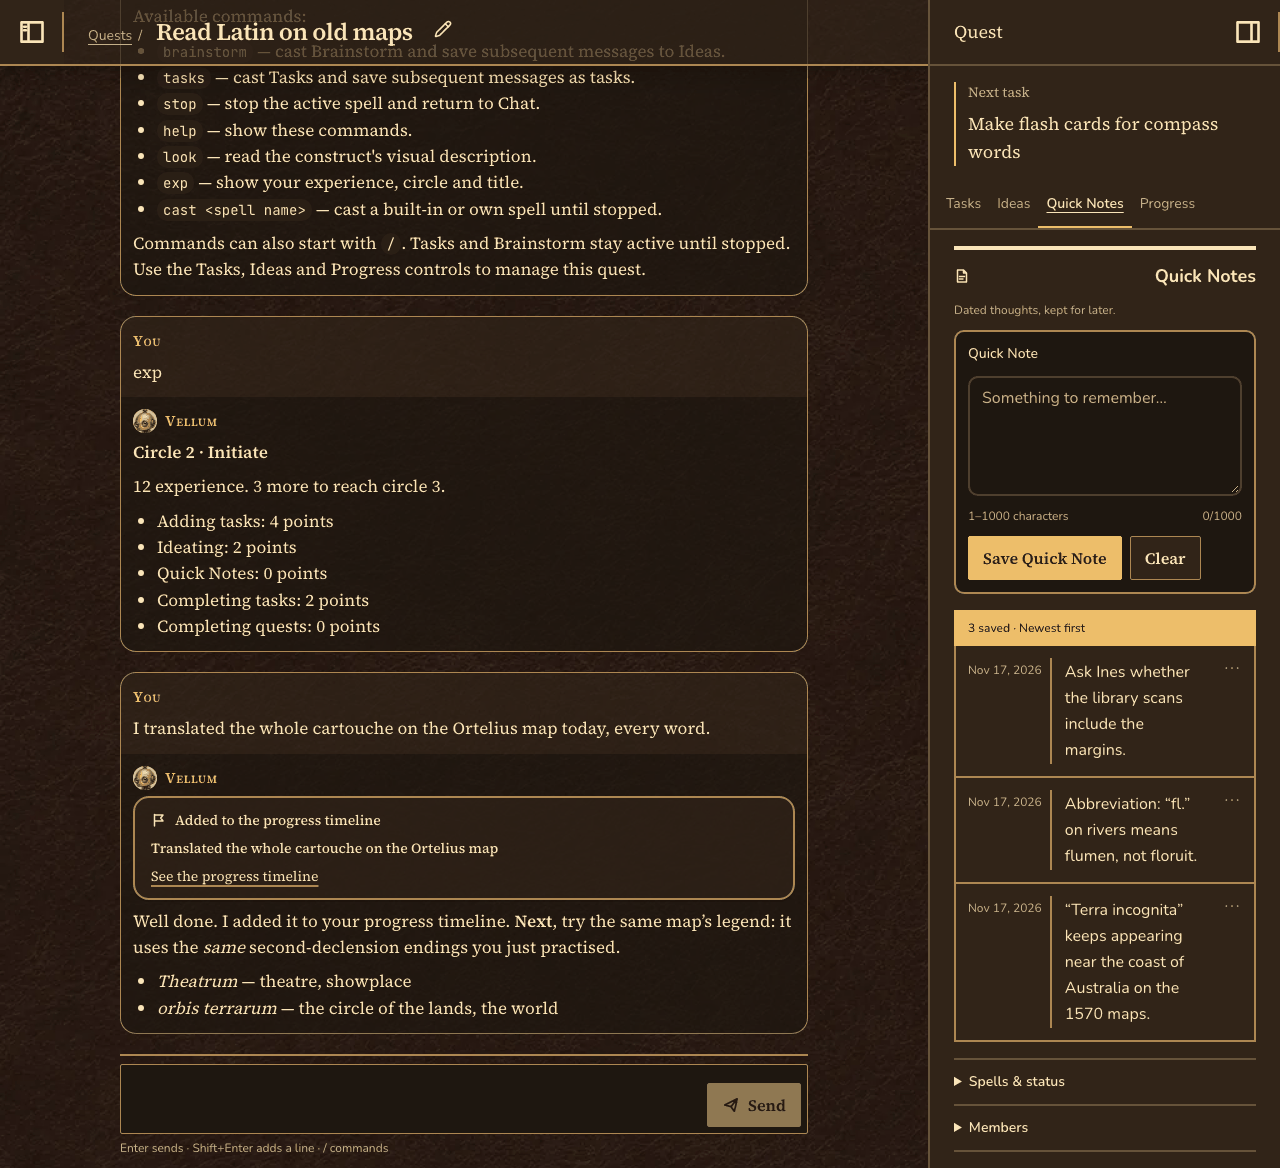 Available commands:
Quests / Read Latin on old maps
brainstorm — cast Brainstorm and save subsequent messages to Ideas.
tasks — cast Tasks and save subsequent messages as tasks.
stop — stop the active spell and return to Chat.
help — show these commands.
look — read the construct's visual description.
exp — show your experience, circle and title.
cast <spell name> — cast a built-in or own spell until stopped.
Commands can also start with / . Tasks and Brainstorm stay active until stopped.
Use the Tasks, Ideas and Progress controls to manage this quest.
You
exp
Vellum
Circle 2 · Initiate
12 experience. 3 more to reach circle 3.
Adding tasks: 4 points
Ideating: 2 points
Quick Notes: 0 points
Completing tasks: 2 points
Completing quests: 0 points
You
I translated the whole cartouche on the Ortelius map today, every word.
Vellum
Added to the progress timeline
Translated the whole cartouche on the Ortelius map
See the progress timeline
Well done. I added it to your progress timeline. Next, try the same map’s legend: it
uses the same second-declension endings you just practised.
Theatrum — theatre, showplace
orbis terrarum — the circle of the lands, the world
Send
Enter sends · Shift+Enter adds a line · / commands
Quest
Next task
Make flash cards for compass
words
Tasks Ideas Quick Notes Progress
Quick Notes
Dated thoughts, kept for later.
Quick Note
Something to remember...
1–1000 characters 0/1000
Save Quick Note Clear
3 saved · Newest first
Nov 17, 2026 Ask Ines whether
the library scans
include the
margins.
Nov 17, 2026 Abbreviation: “fl.”
on rivers means
flumen, not floruit.
Nov 17, 2026 “Terra incognita”
keeps appearing
near the coast of
Australia on the
1570 maps.
Spells & status
Members